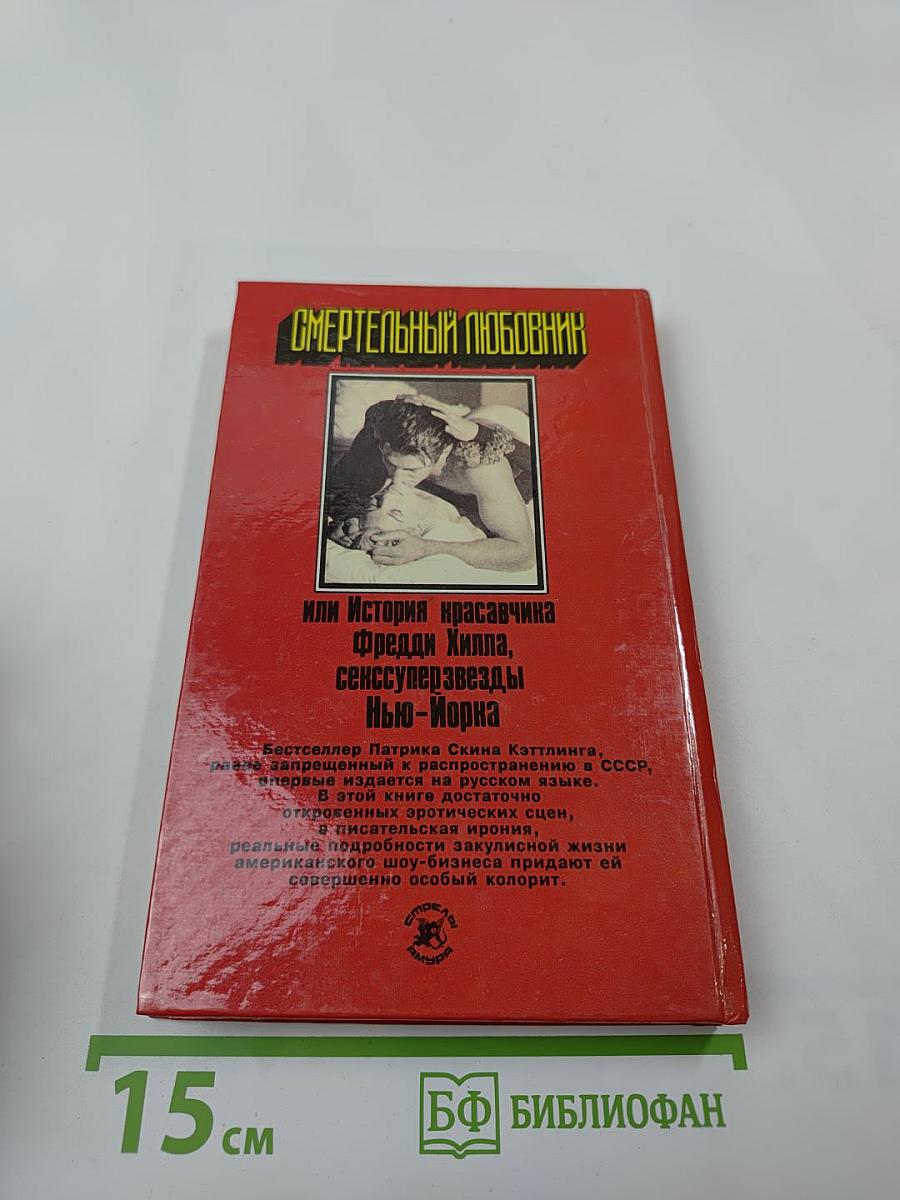 СМЕРТЕЛЬНЫЙ ЛЮБОВНИК
или История красавчика
Фредди Хилла,
секссуперзвезды
Нью-Йорка
Бестселлер Патрика Скина Кэттлинга,
ранее запрещенный к распространению в СССР,
впервые издается на русском языке.
В этой книге достаточно
откровенных эротических сцен,
а писательская ирония,
реальные подробности закулисной жизни
американского шоу-бизнеса придают ей
совершенно особый колорит.
СТРЕЛЫ
АМУРА
15 см
БФ БИБЛИОФАН